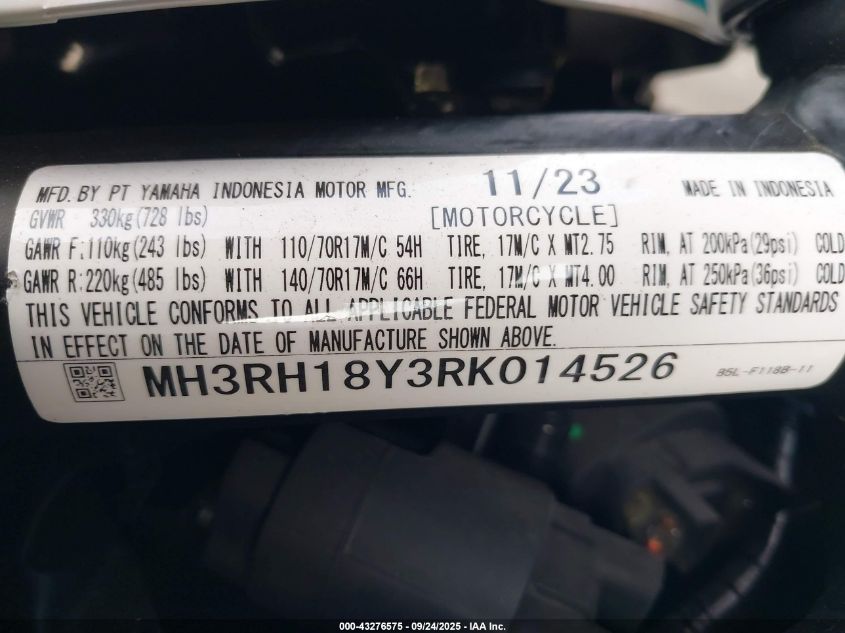 MFD. BY PT YAMAHA INDONESIA MOTOR MFG. 11/23 MADE IN INDONESIA
GVWR 330kg(728 lbs) [MOTORCYCLE]
GAWR F:110kg(243 lbs) WITH 110/70R17M/C 54H TIRE, 17M/C X MT2.75 RIM, AT 200kPa(29psi) COLD
GAWR R:220kg(485 lbs) WITH 140/70R17M/C 66H TIRE, 17M/C X MT4.00 RIM, AT 250kPa(36psi) COLD
THIS VEHICLE CONFORMS TO ALL APPLICABLE FEDERAL MOTOR VEHICLE SAFETY STANDARDS
IN EFFECT ON THE DATE OF MANUFACTURE SHOWN ABOVE.
MH3RH18Y3RK014526 B5L-F118B-11
000-43276575 - 09/24/2025 - IAA Inc.